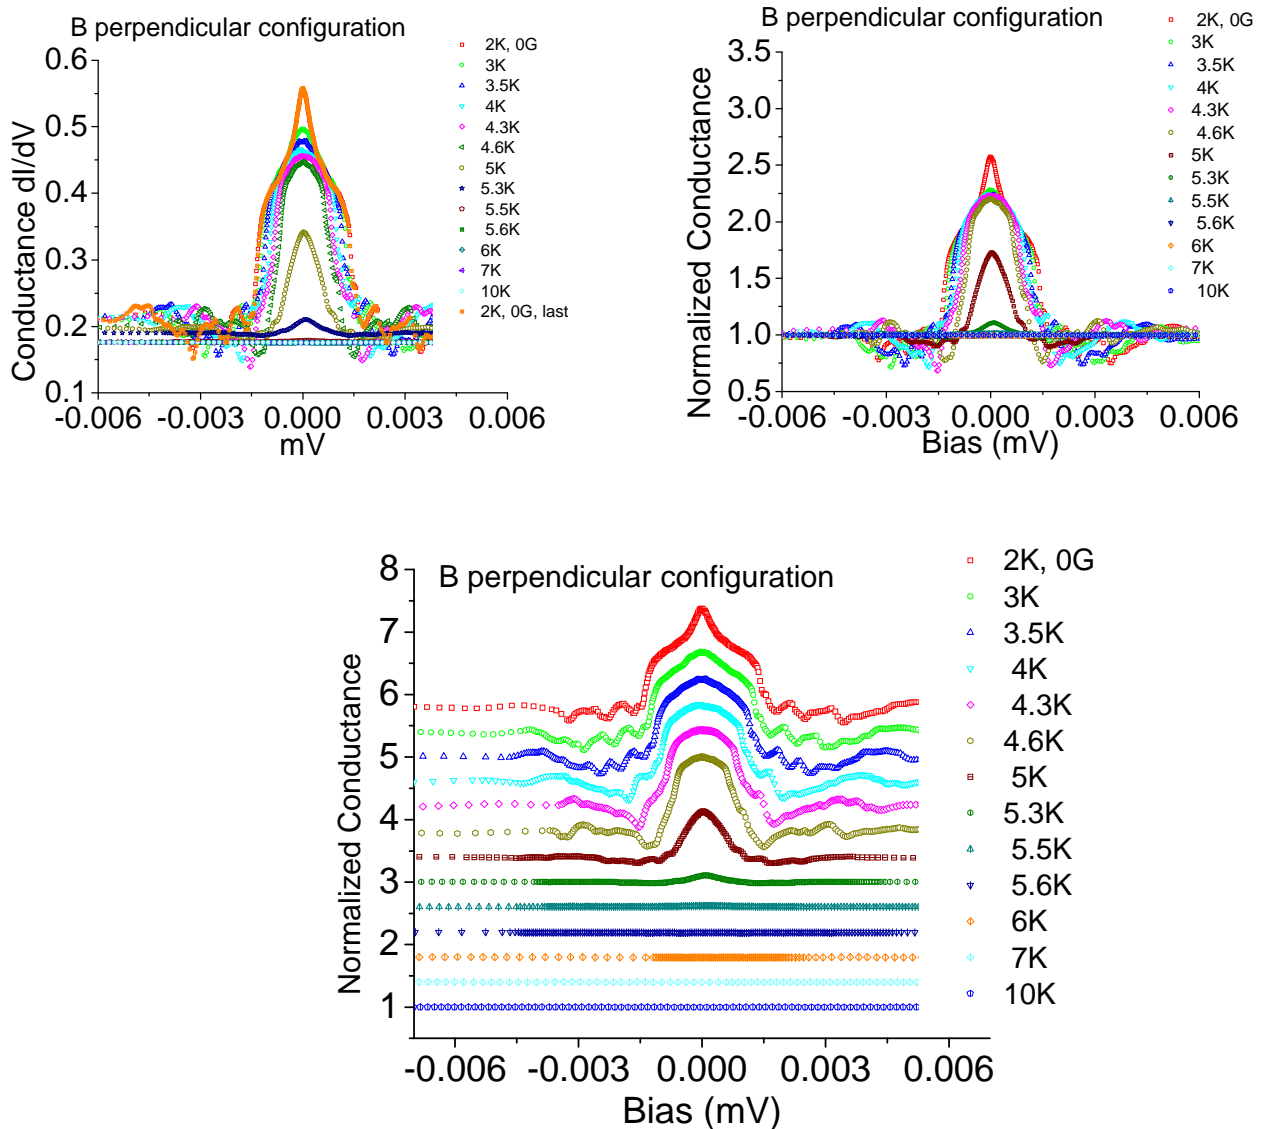 B perpendicular configuration
Conductance dI/dV
0.6
0.5
0.4
0.3
0.2
0.1
-0.006 -0.003 0.000 0.003 0.006
mV
2K, 0G
3K
3.5K
4K
4.3K
4.6K
5K
5.3K
5.5K
5.6K
6K
7K
10K
2K, 0G, last
B perpendicular configuration
Normalized Conductance
3.5
3.0
2.5
2.0
1.5
1.0
0.5
-0.006 -0.003 0.000 0.003 0.006
Bias (mV)
2K, 0G
3K
3.5K
4K
4.3K
4.6K
5K
5.3K
5.5K
5.6K
6K
7K
10K
B perpendicular configuration
Normalized Conductance
8
7
6
5
4
3
2
1
-0.006 -0.003 0.000 0.003 0.006
Bias (mV)
2K, 0G
3K
3.5K
4K
4.3K
4.6K
5K
5.3K
5.5K
5.6K
6K
7K
10K